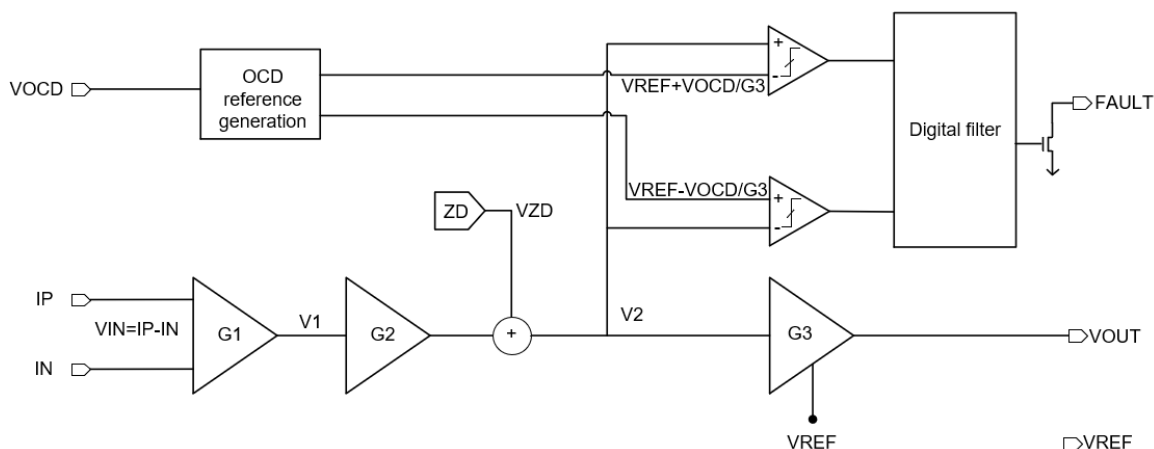 VOCD
OCD
reference
generation
+
-
VREF+VOCD/G3
Digital filter
FAULT
VREF-VOCD/G3
+
-
ZD
VZD
IP
VIN=IP-IN
IN
G1
V1
G2
+
V2
G3
VOUT
VREF
VREF